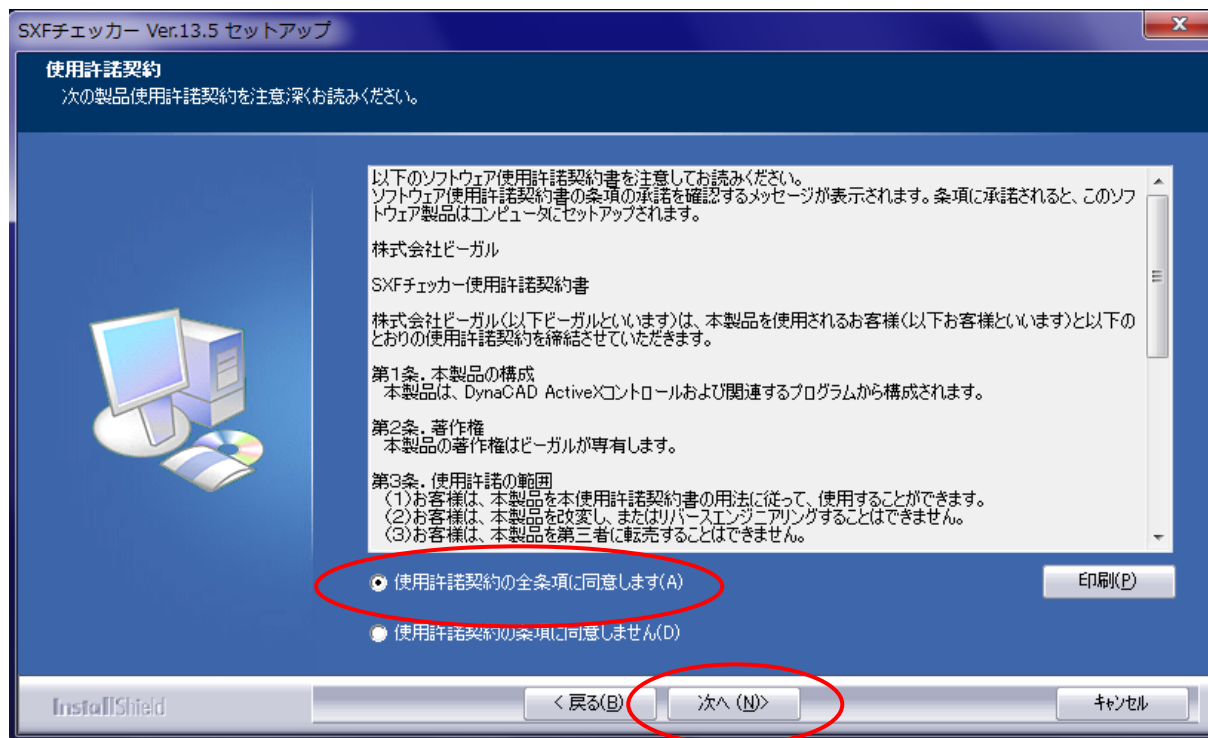 SXFチェッカー Ver.13.5 セットアップ
使用許諾契約
次の製品使用許諾契約を注意深くお読みください。
以下のソフトウェア使用許諾契約書を注意してお読みください。
ソフトウェア使用許諾契約書の条項の承諾を確認するメッセージが表示されます。条項に承諾されると、このソフ
トウェア製品はコンピュータにセットアップされます。
株式会社ビーガル
SXFチェッカー使用許諾契約書
株式会社ビーガル(以下ビーガルといいます)は、本製品を使用されるお客様(以下お客様といいます)と以下の
とおりの使用許諾契約を締結させていただきます。
第1条. 本製品の構成
本製品は、DynaCAD ActiveXコントロールおよび関連するプログラムから構成されます。
第2条. 著作権
本製品の著作権はビーガルが専有します。
第3条. 使用許諾の範囲
(1)お客様は、本製品を本使用許諾契約書の用法に従って、使用することができます。
(2)お客様は、本製品を改変し、またはリバースエンジニアリングすることはできません。
(3)お客様は、本製品を第三者に転売することはできません。
使用許諾契約の全条項に同意します(A)
印刷(P)
使用許諾契約の条項に同意しません(D)
InstallShield
< 戻る(B)
次へ (N)>
キャンセル